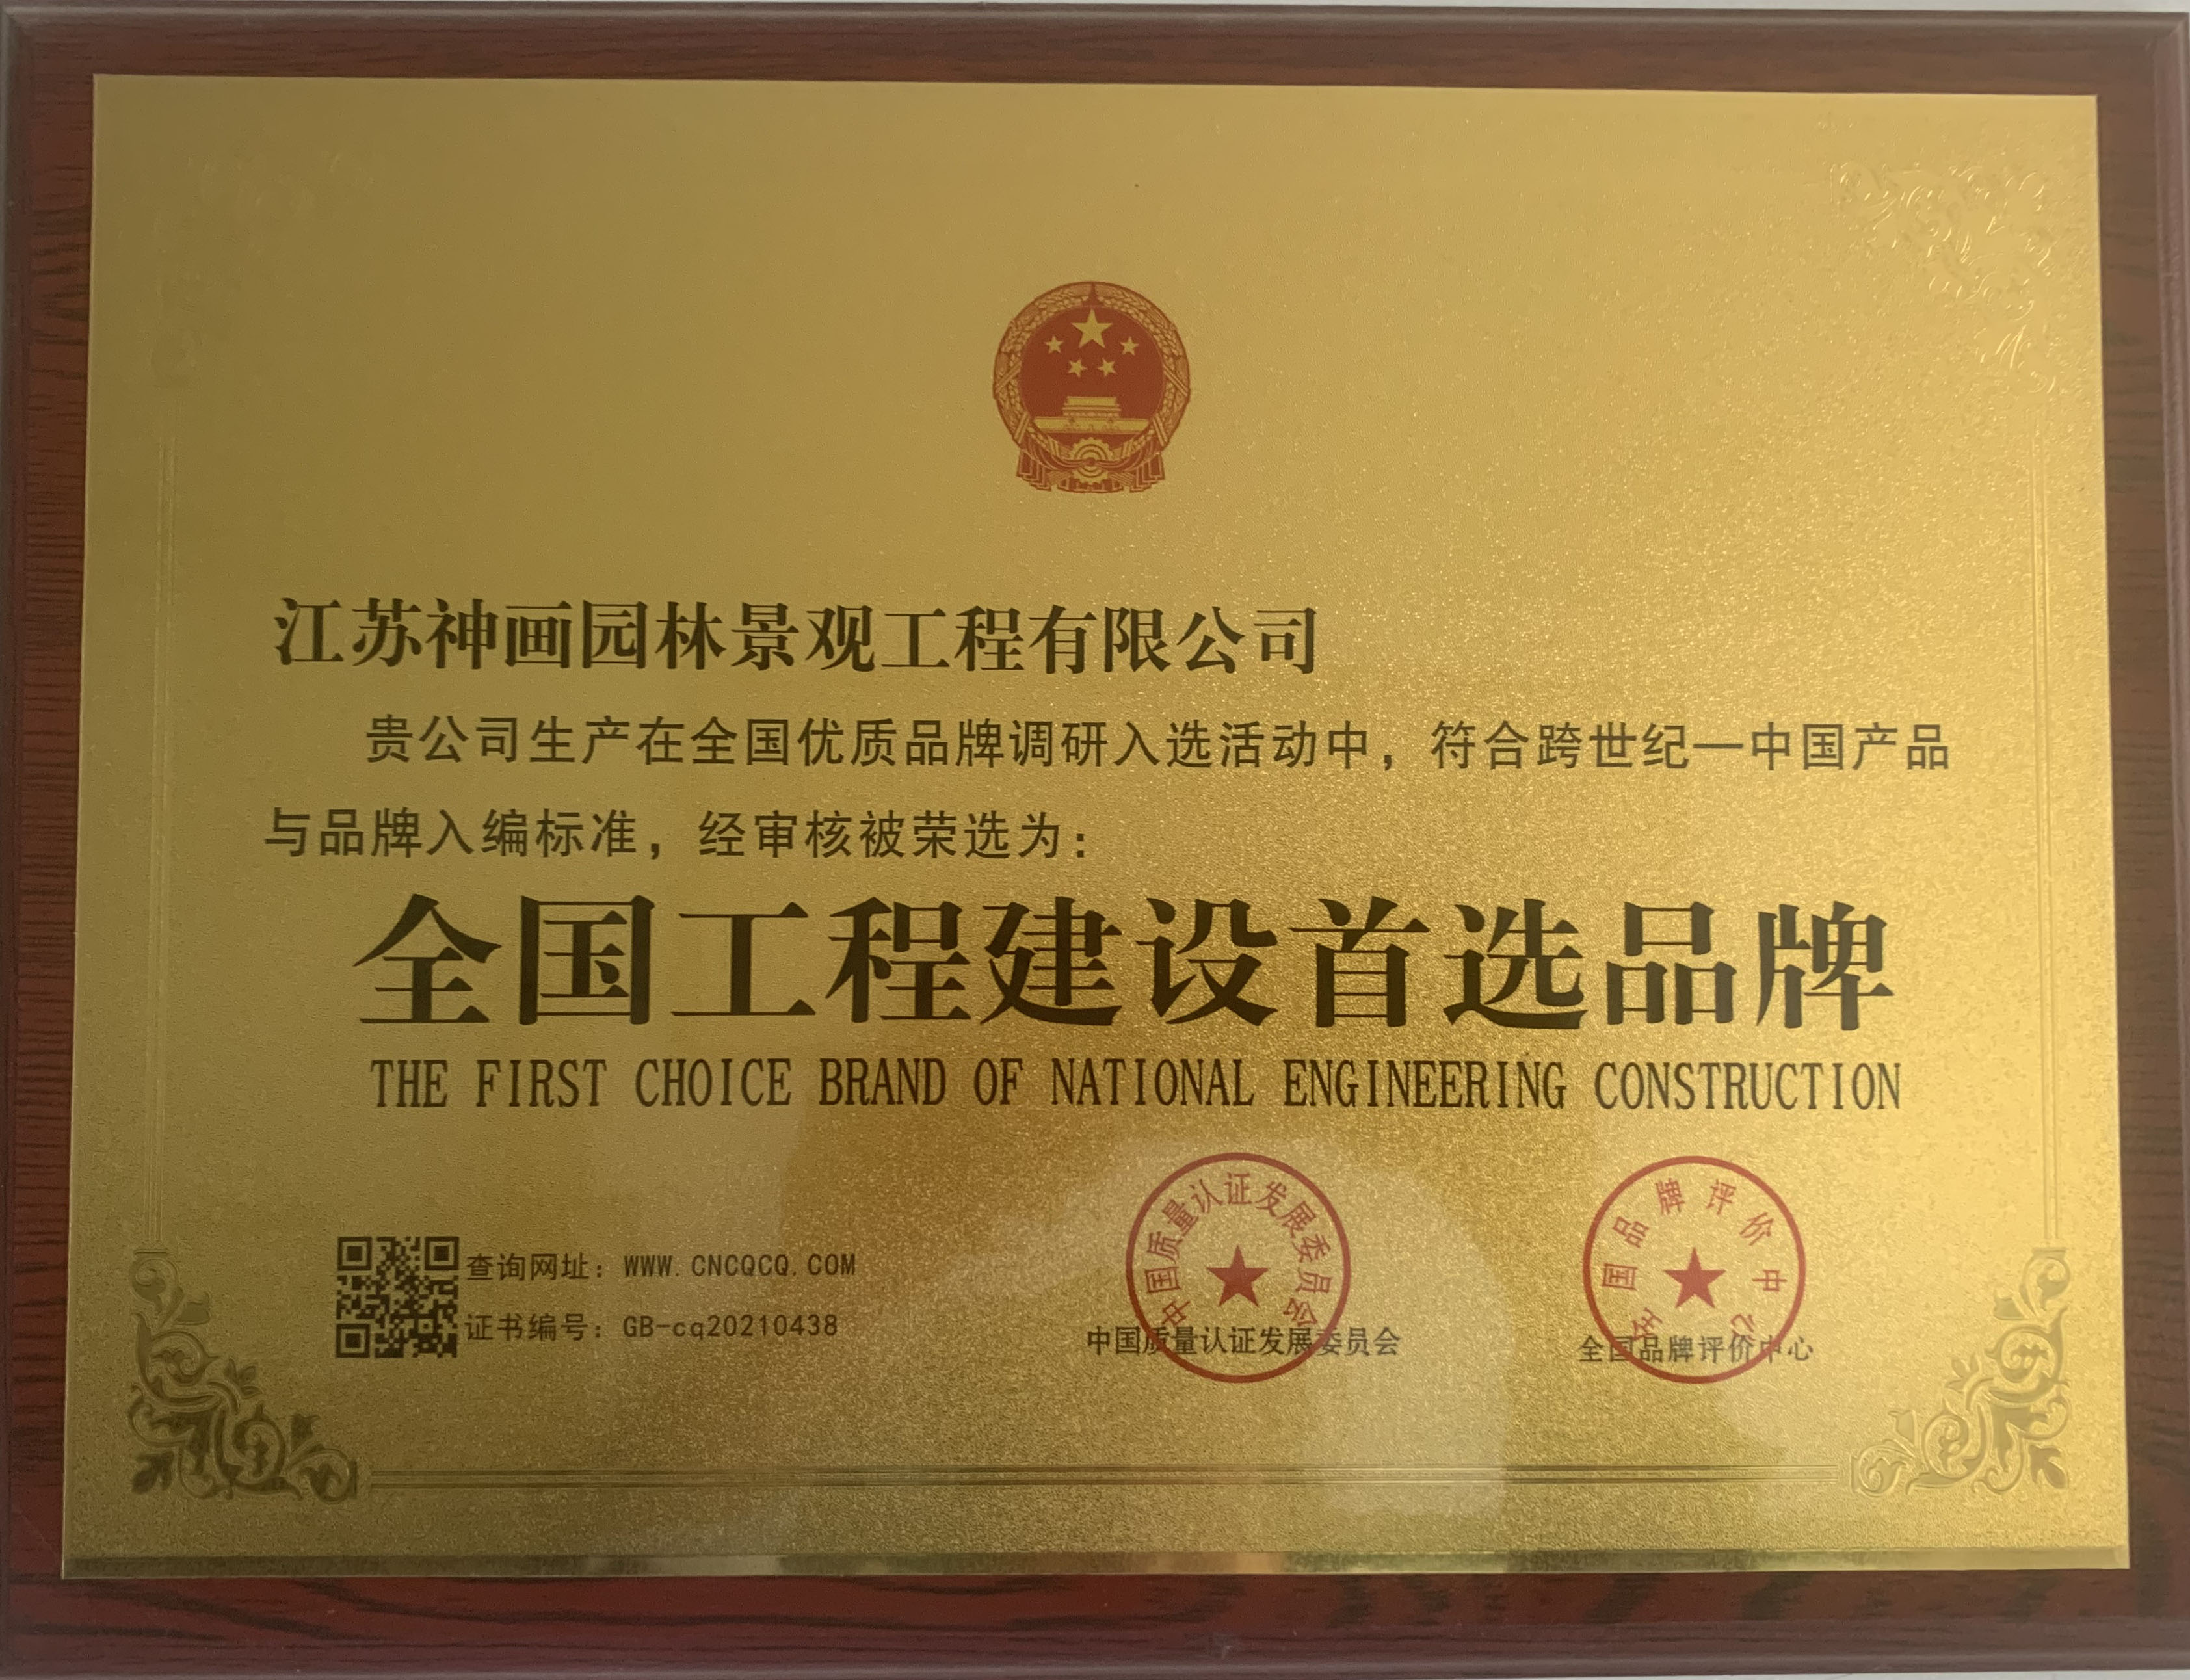 江苏神画园林景观工程有限公司
贵公司生产在全国优质品牌调研入选活动中，符合跨世纪—中国产品
与品牌入编标准，经审核被荣选为：
全国工程建设首选品牌
THE FIRST CHOICE BRAND OF NATIONAL ENGINEERING CONSTRUCTION
查询网址：WWW.CNCQCQ.COM
证书编号：GB-cq20210438
中国质量认证发展委员会
中国质量认证发展委员会
全国品牌评价中心
全国品牌评价中心